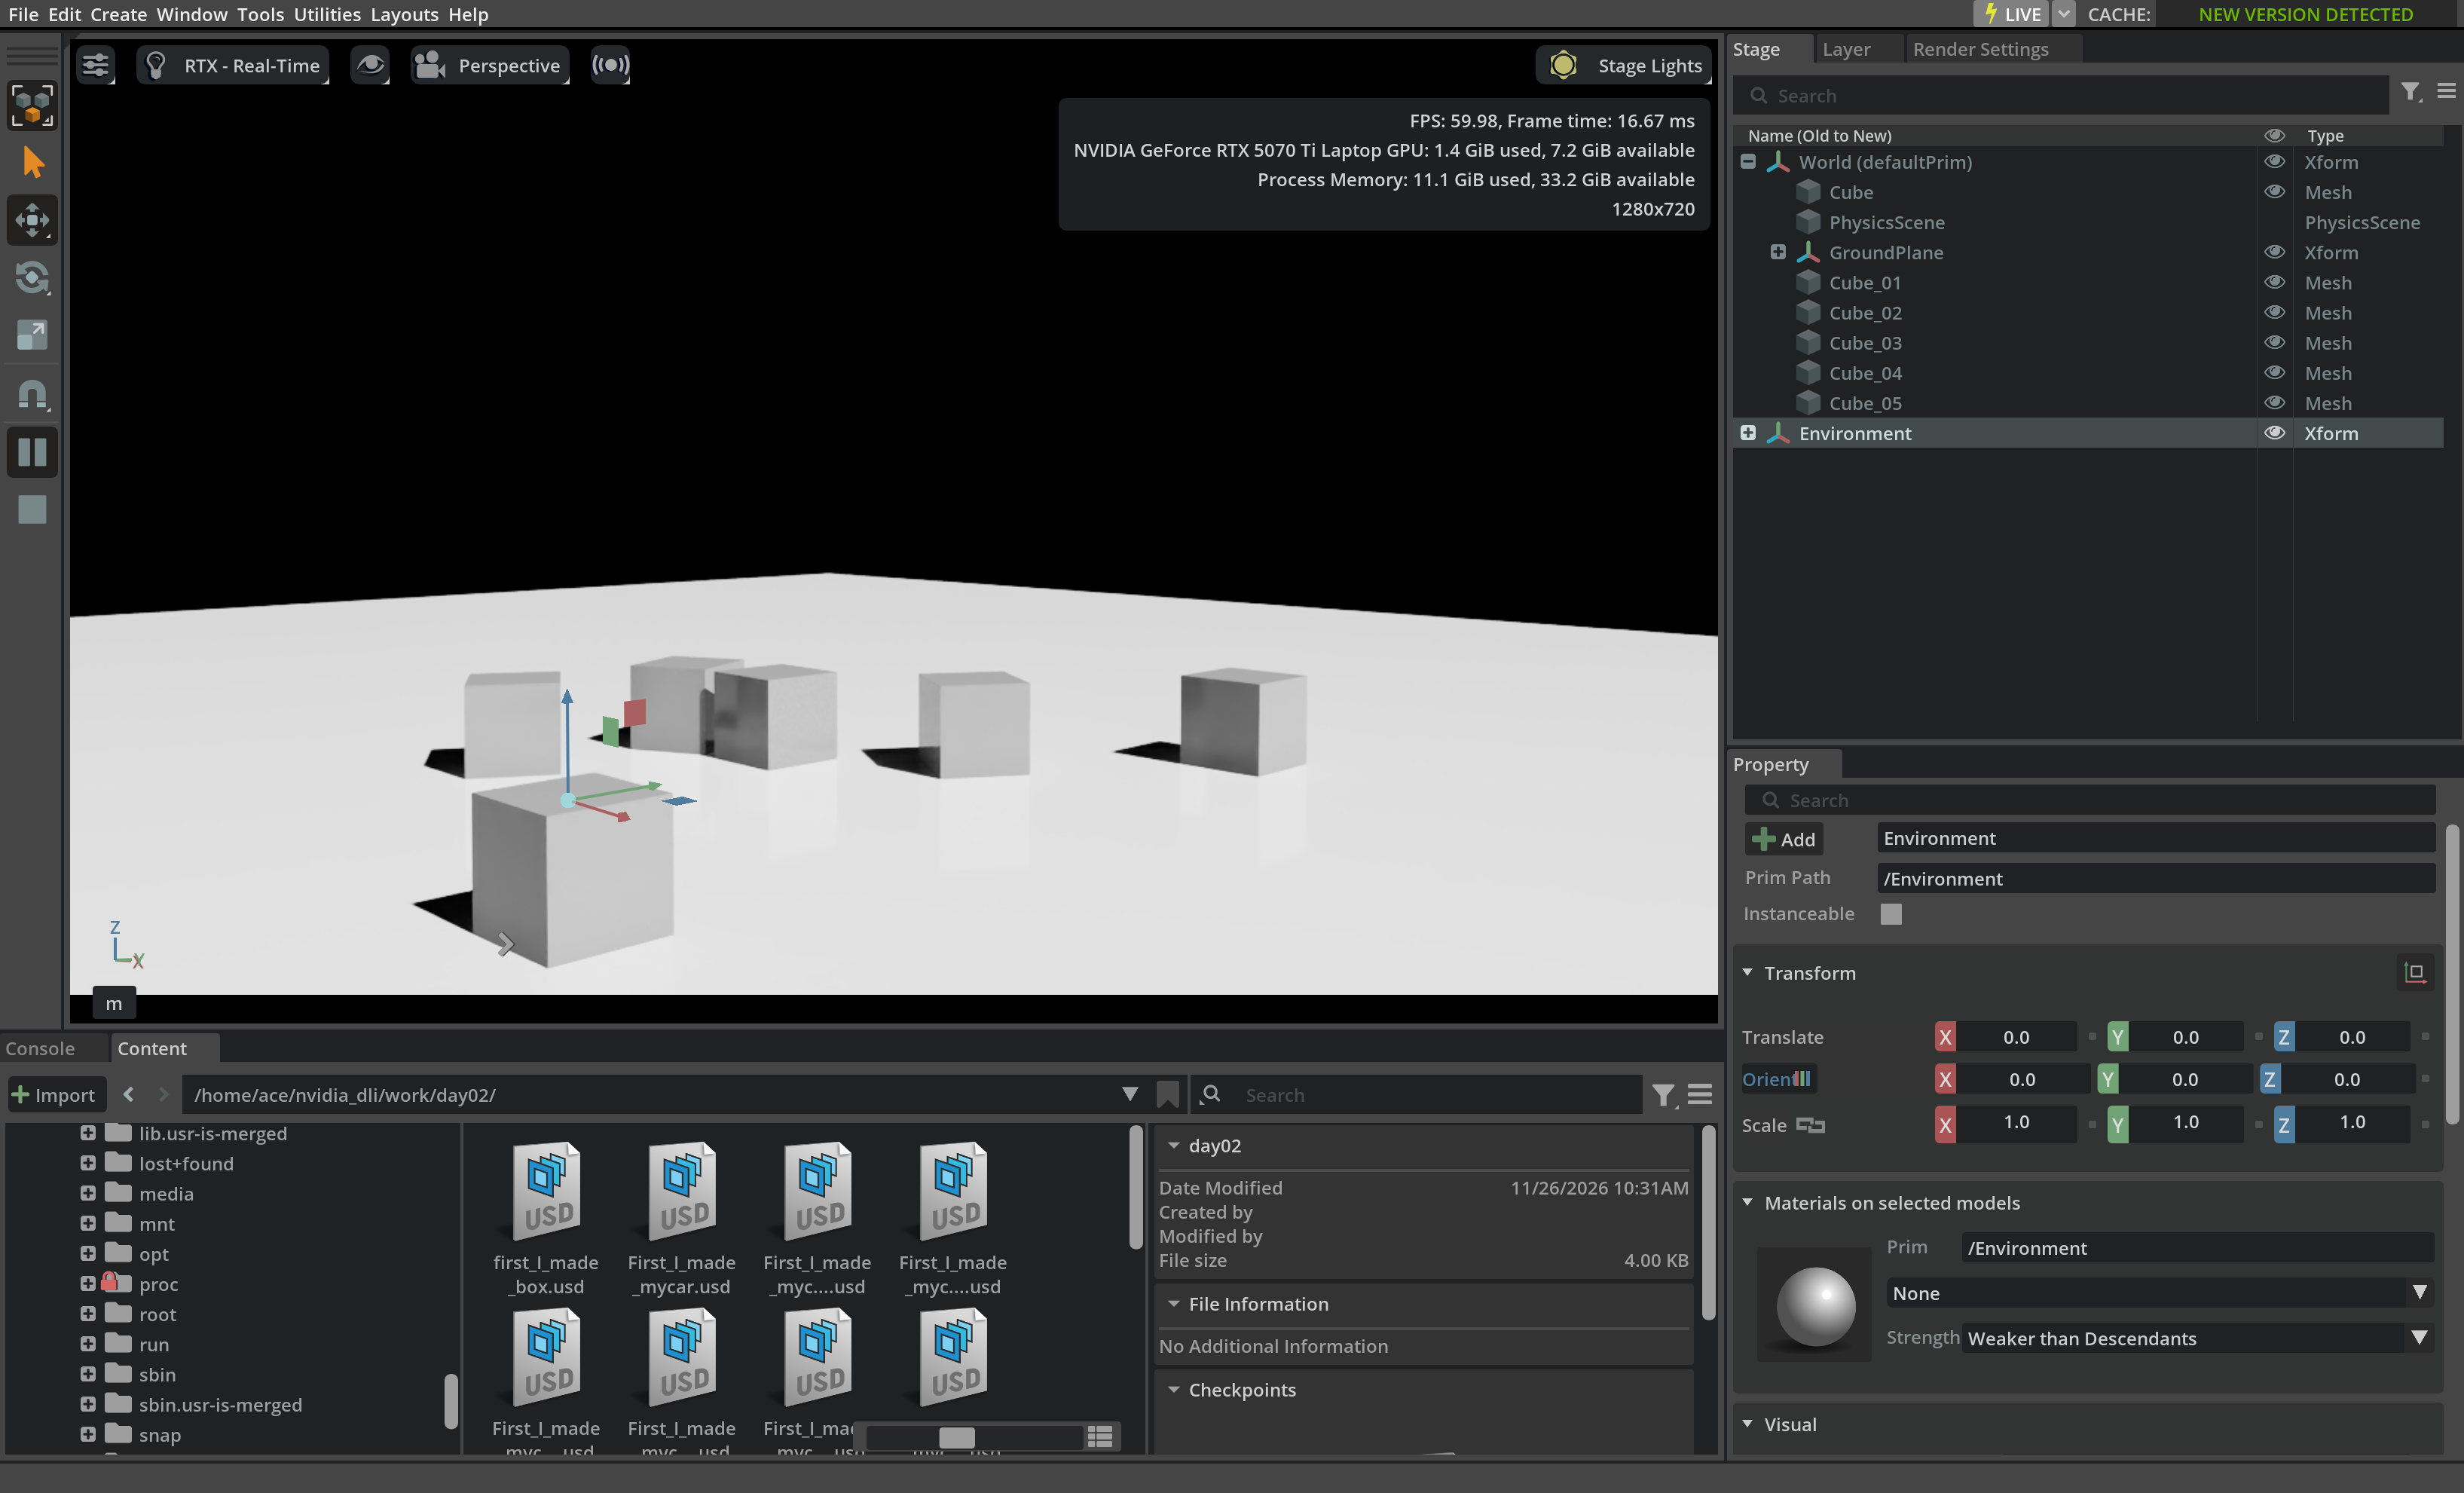 File Edit Create Window Tools Utilities Layouts Help
LIVE CACHE: NEW VERSION DETECTED
RTX - Real-Time
Perspective
Stage Lights
FPS: 59.98, Frame time: 16.67 ms
NVIDIA GeForce RTX 5070 Ti Laptop GPU: 1.4 GiB used, 7.2 GiB available
Process Memory: 11.1 GiB used, 33.2 GiB available
1280x720
Z
X
m
Stage Layer Render Settings
Search
Name (Old to New) Type
World (defaultPrim) Xform
Cube Mesh
PhysicsScene PhysicsScene
GroundPlane Xform
Cube_01 Mesh
Cube_02 Mesh
Cube_03 Mesh
Cube_04 Mesh
Cube_05 Mesh
Environment Xform
Property
Search
Add Environment
Prim Path /Environment
Instanceable
Transform
Translate X 0.0 Y 0.0 Z 0.0
Orient X 0.0 Y 0.0 Z 0.0
Scale X 1.0 Y 1.0 Z 1.0
Materials on selected models
Prim /Environment
None
Strength Weaker than Descendants
Visual
Console Content
Import /home/ace/nvidia_dli/work/day02/ Search
lib.usr-is-merged
lost+found
media
mnt
opt
proc
root
run
sbin
sbin.usr-is-merged
snap
USD USD USD USD
first_I_made First_I_made First_I_made First_I_made
_box.usd _mycar.usd _myc....usd _myc....usd
USD USD USD USD
First_I_made First_I_made First_I_mad
day02
Date Modified 11/26/2026 10:31AM
Created by
Modified by
File size 4.00 KB
File Information
No Additional Information
Checkpoints